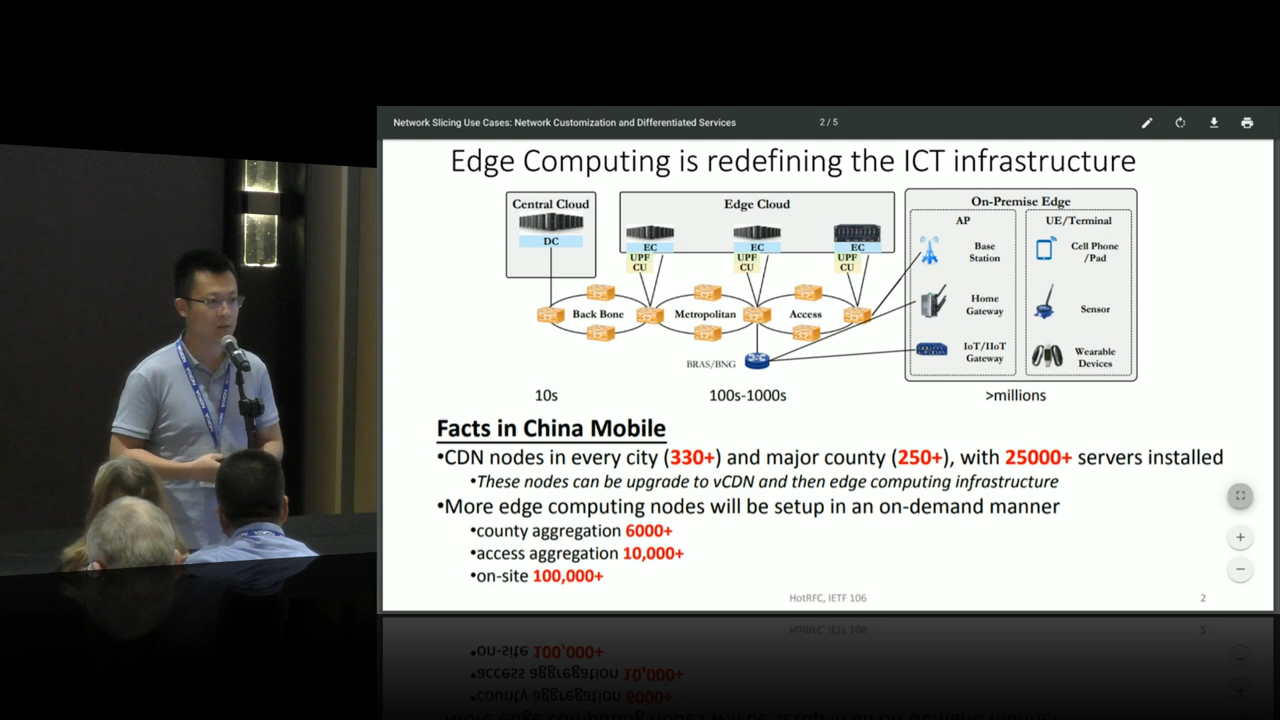 Network Slicing Use Cases: Network Customization and Differentiated Services
2 / 5
Edge Computing is redefining the ICT infrastructure
Central Cloud
DC
Edge Cloud
EC
UPF
CU
EC
UPF
CU
EC
UPF
CU
On-Premise Edge
AP
Base
Station
Home
Gateway
IoT/IIoT
Gateway
UE/Terminal
Cell Phone
/Pad
Sensor
Wearable
Devices
Back Bone
Metropolitan
Access
BRAS/BNG
10s
100s-1000s
>millions
Facts in China Mobile
•CDN nodes in every city (330+) and major county (250+), with 25000+ servers installed
•These nodes can be upgrade to vCDN and then edge computing infrastructure
•More edge computing nodes will be setup in an on-demand manner
•county aggregation 6000+
•access aggregation 10,000+
•on-site 100,000+
HotRFC, IETF 106
2